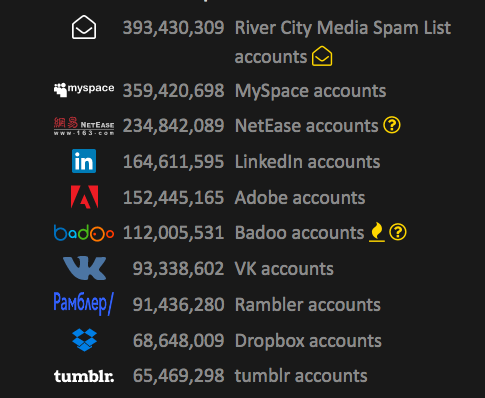 393,430,309 River City Media Spam List
accounts
myspace 359,420,698 MySpace accounts
網易 NETEASE
www.163.com 234,842,089 NetEase accounts ?
in 164,611,595 LinkedIn accounts
152,445,165 Adobe accounts
badoo 112,005,531 Badoo accounts ?
93,338,602 VK accounts
Рамблер/ 91,436,280 Rambler accounts
68,648,009 Dropbox accounts
tumblr. 65,469,298 tumblr accounts